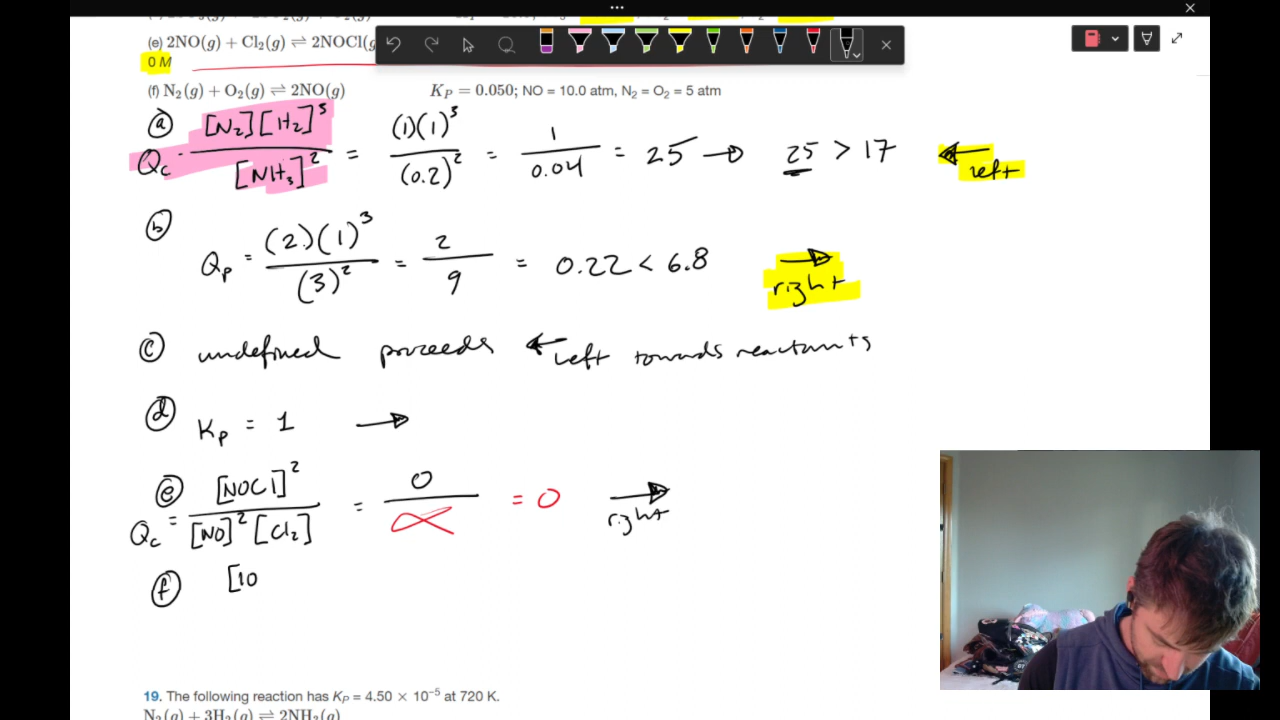 (e) 2NO(g) + Cl₂(g) ⇌ 2NOCl(g
0 M
(f) N₂(g) + O₂(g) ⇌ 2NO(g) K_P = 0.050; NO = 10.0 atm, N₂ = O₂ = 5 atm
(a) Q_c = [N₂][H₂]³ / [NH₃]² = (1)(1)³ / (0.2)² = 1 / 0.04 = 25 → 25 > 17 ← left
(b) Q_p = (2)(1)³ / (3)² = 2 / 9 = 0.22 < 6.8 → right
(c) undefined proceeds ← left towards reactants
(d) K_p = 1 →
(e) Q_c = [NOCl]² / [NO]² [Cl₂] = 0 / ∝ = 0 → right
(f) [10
19. The following reaction has K_P = 4.50 × 10⁻⁵ at 720 K.
N₂(g) + 3H₂(g) ⇌ 2NH₃(g)